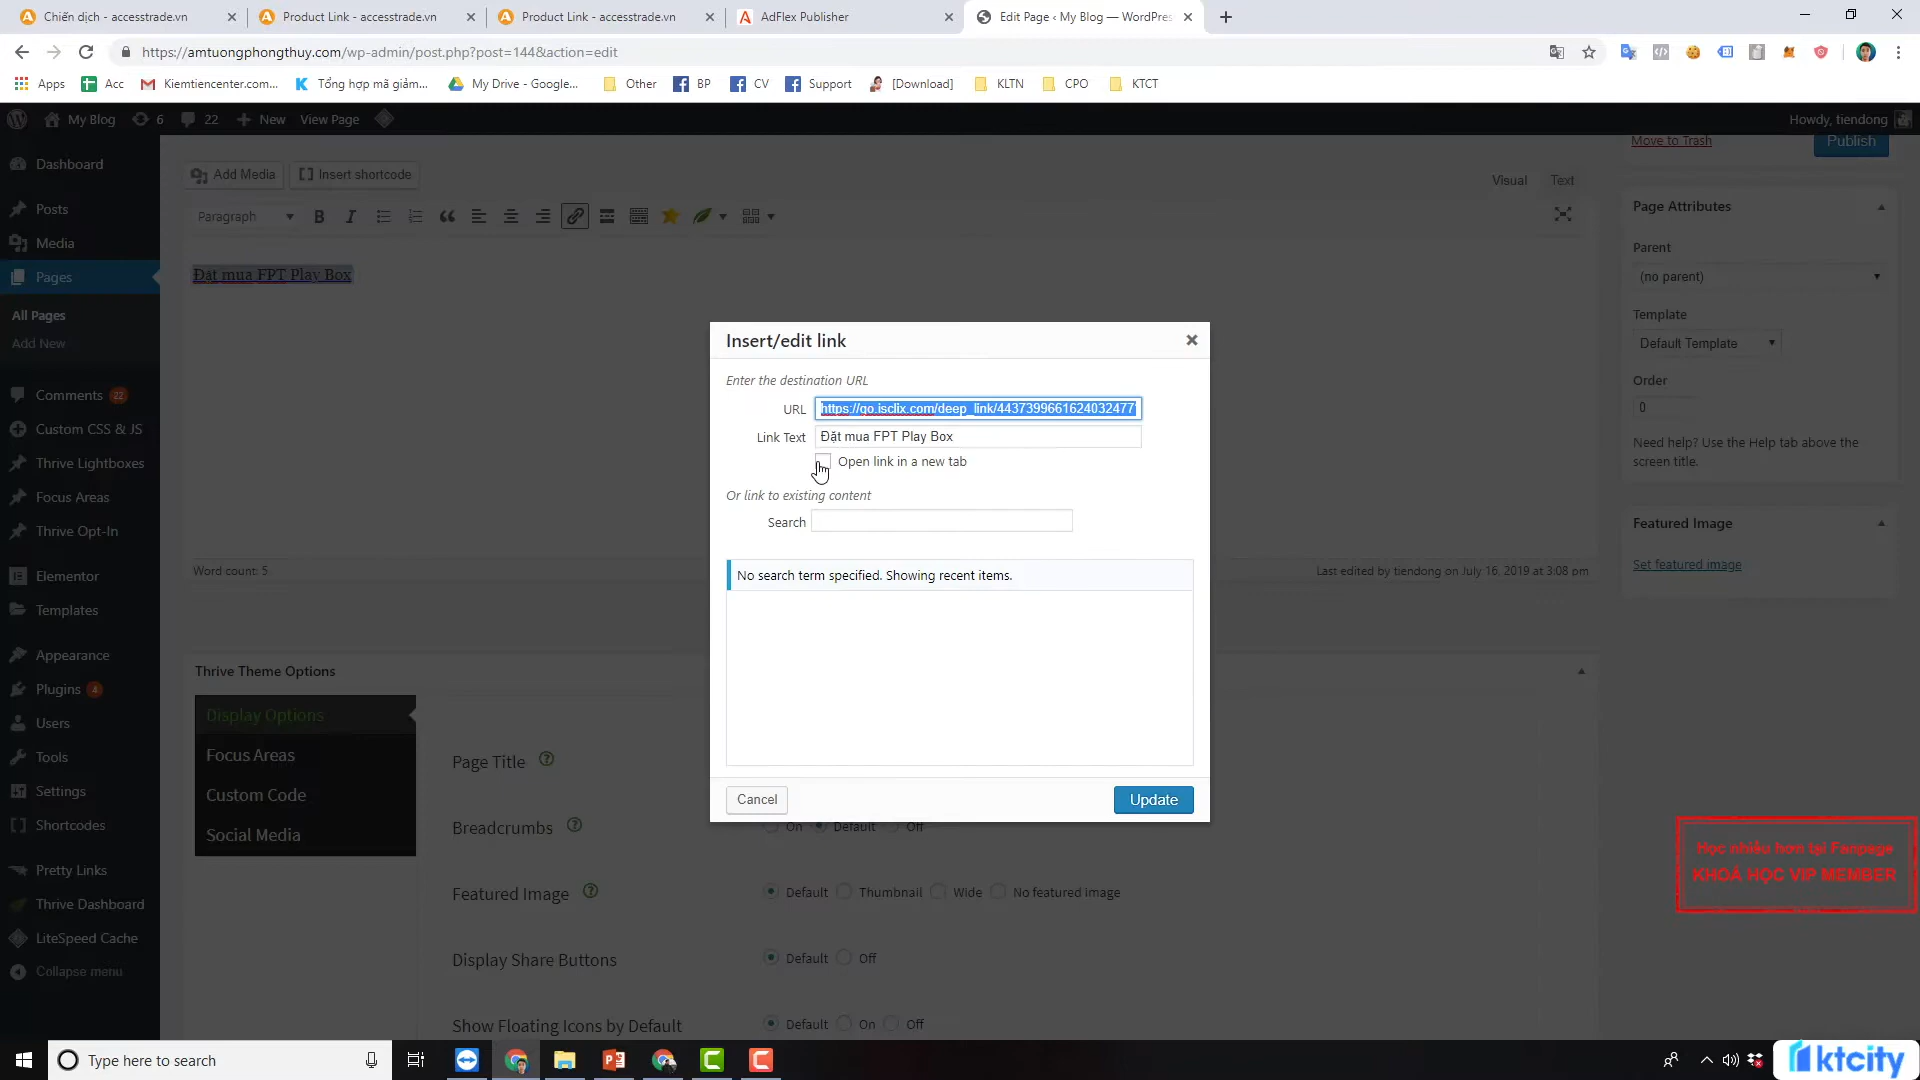 Chiến dịch - accesstrade.vn
Product Link - accesstrade.vn
Product Link - accesstrade.vn
AdFlex Publisher
Edit Page ‹ My Blog — WordPres
https://amtuongphongthuy.com/wp-admin/post.php?post=144&action=edit
Apps
Acc
Kiemtiencenter.com...
Tổng hợp mã giảm...
My Drive - Google...
Other
BP
CV
Support
[Download]
KLTN
CPO
KTCT
My Blog
6
22
New
View Page
Howdy, tiendong
Dashboard
Posts
Media
Pages
All Pages
Add New
Comments 22
Custom CSS & JS
Thrive Lightboxes
Focus Areas
Thrive Opt-In
Elementor
Templates
Appearance
Plugins 4
Users
Tools
Settings
Shortcodes
Pretty Links
Thrive Dashboard
LiteSpeed Cache
Collapse menu
Add Media
Insert shortcode
Visual
Text
Paragraph
Đặt mua FPT Play Box
Word count: 5
Last edited by tiendong on July 16, 2019 at 3:08 pm
Insert/edit link
Enter the destination URL
URL
https://go.isclix.com/deep_link/4437399661624032477
Link Text
Đặt mua FPT Play Box
Open link in a new tab
Or link to existing content
Search
No search term specified. Showing recent items.
Cancel
Update
Thrive Theme Options
Display Options
Focus Areas
Custom Code
Social Media
Page Title
Breadcrumbs
On
Default
Off
Featured Image
Default
Thumbnail
Wide
No featured image
Display Share Buttons
Default
Off
Show Floating Icons by Default
Default
On
Off
Move to Trash
Publish
Page Attributes
Parent
(no parent)
Template
Default Template
Order
0
Need help? Use the Help tab above the
screen title.
Featured Image
Set featured image
Học nhiều hơn tại Fanpage
KHOÁ HỌC VIP MEMBER
Type here to search
ktcity